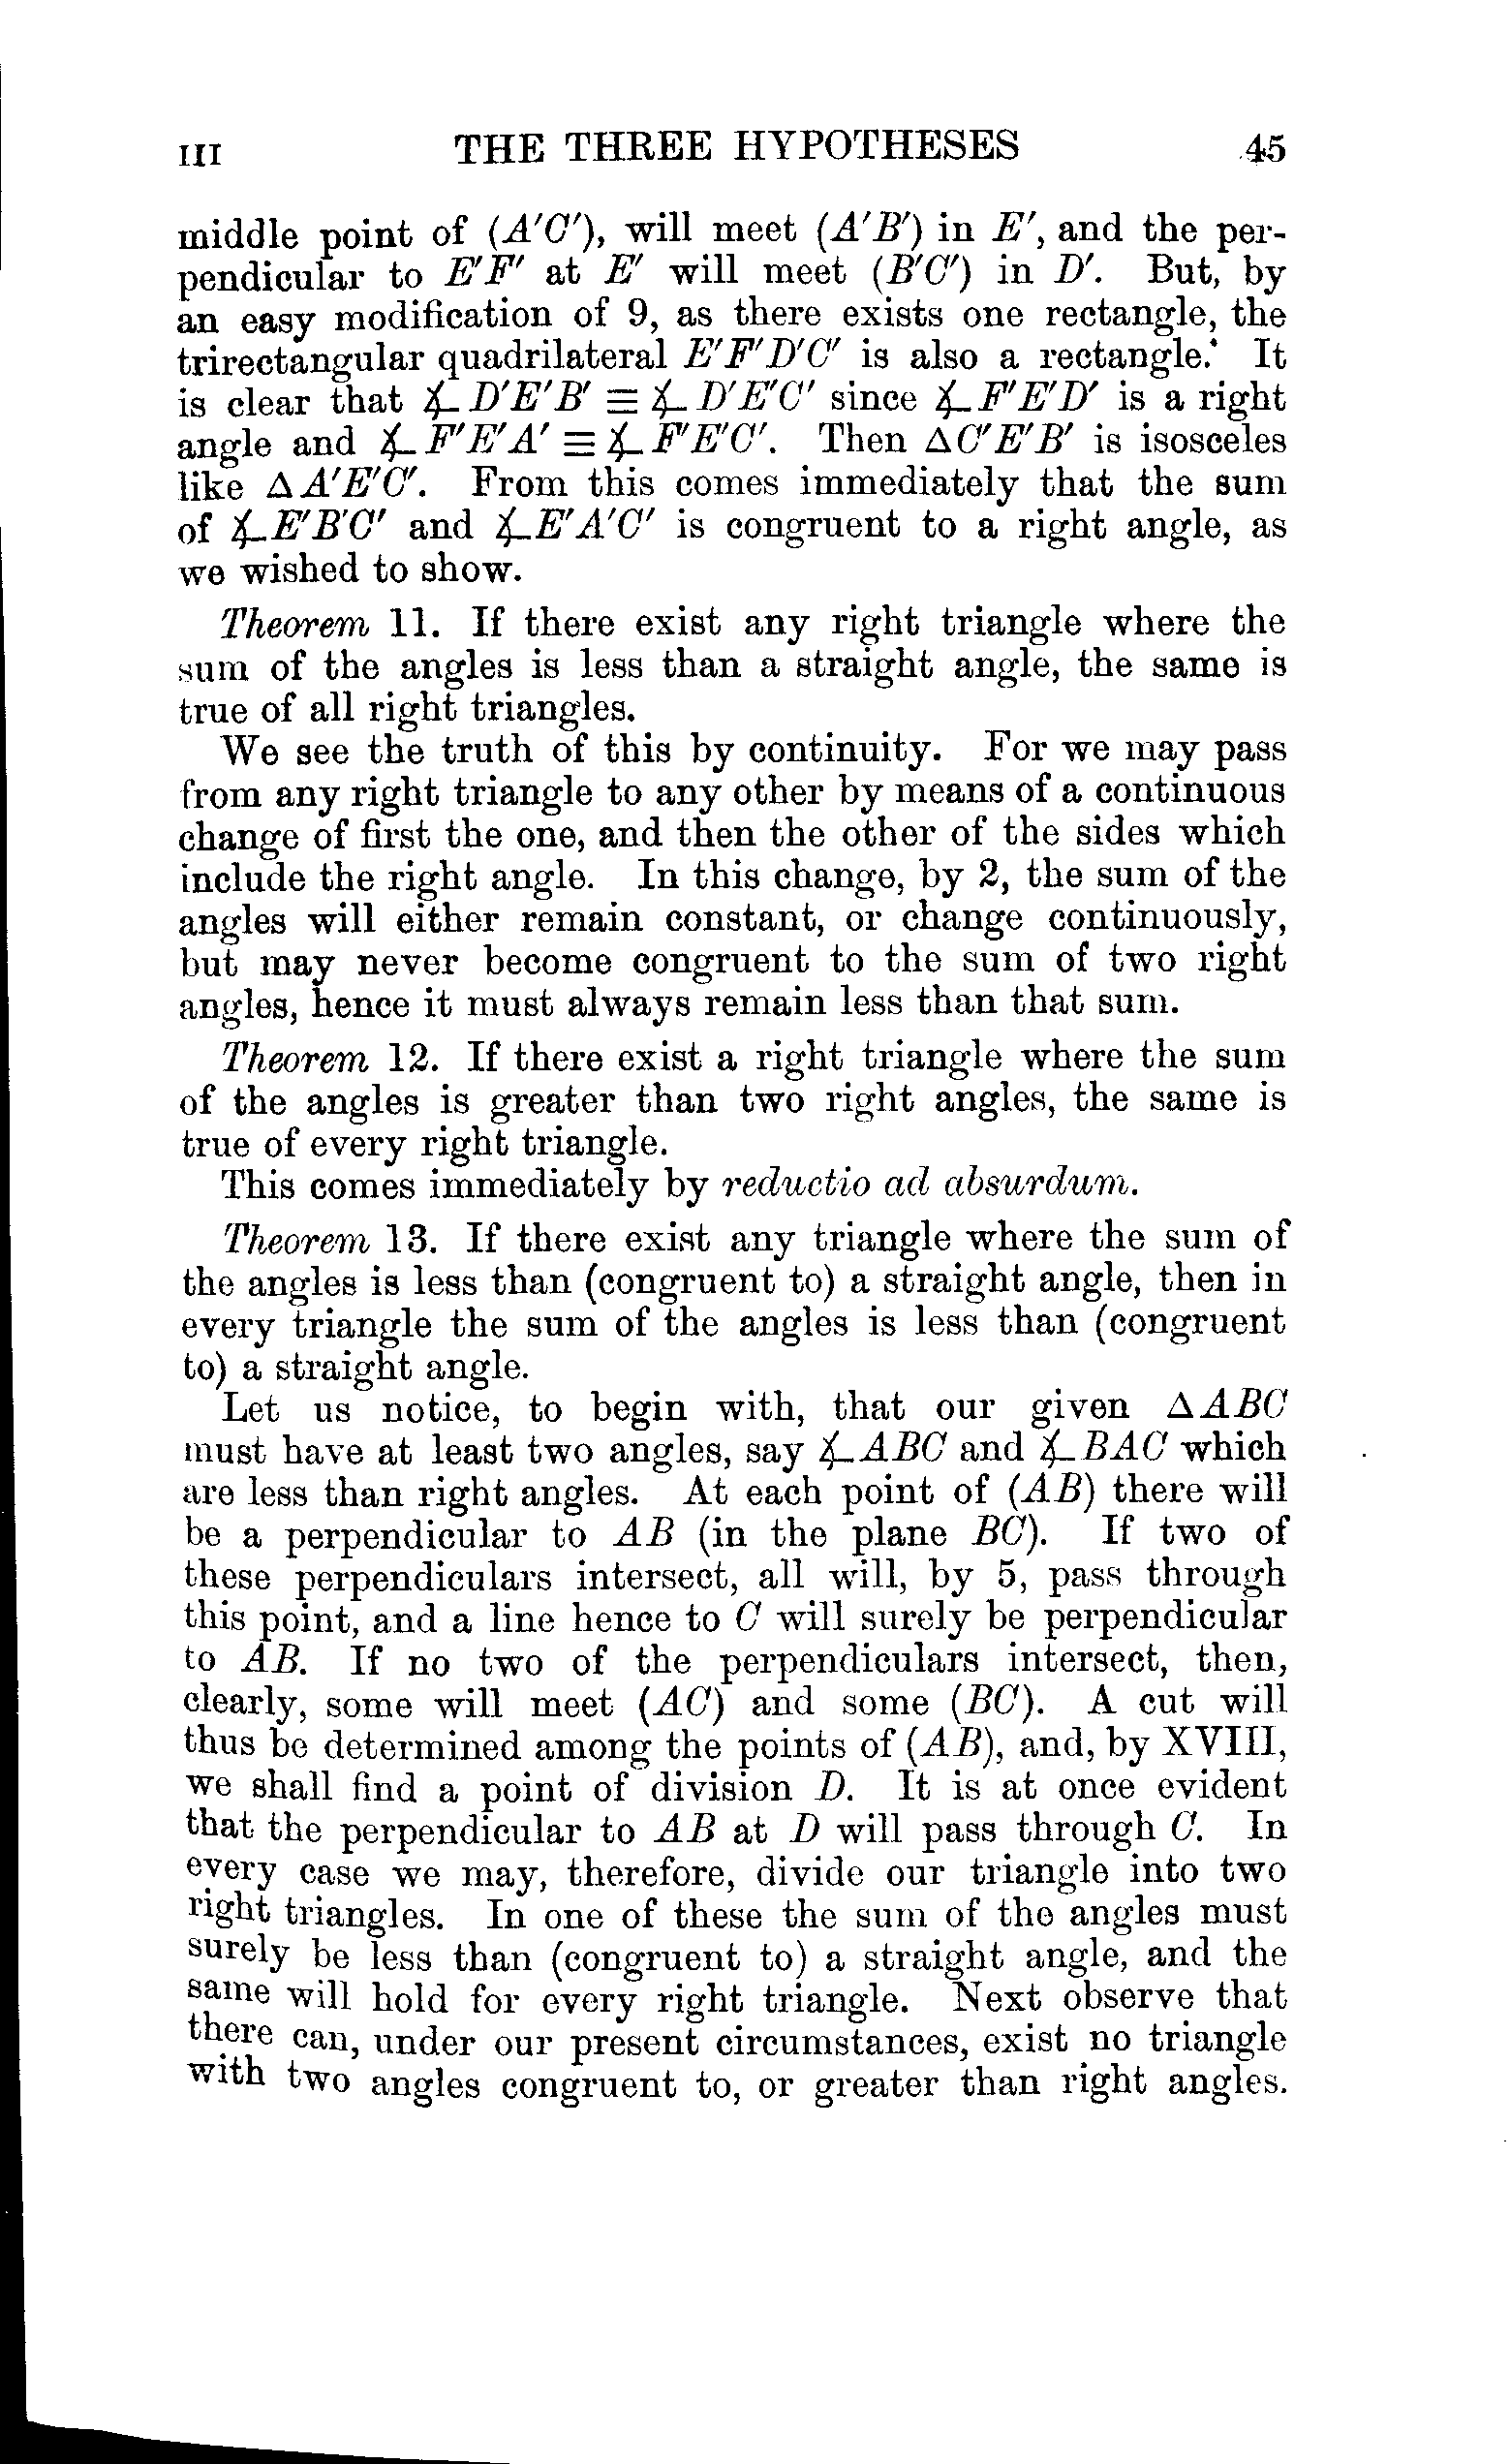 III THE THREE HYPOTHESES 45
middle point of (A′C′), will meet (A′B′) in E′, and the per-
pendicular to E′F′ at E′ will meet (B′C′) in D′. But, by
an easy modification of 9, as there exists one rectangle, the
trirectangular quadrilateral E′F′D′C′ is also a rectangle. It
is clear that ∡ D′E′B′ ≡ ∡ D′E′C′ since ∡ F′E′D′ is a right
angle and ∡ F′E′A′ ≡ ∡ F′E′C′. Then △ C′E′B′ is isosceles
like △ A′E′C′. From this comes immediately that the sum
of ∡ E′B′C′ and ∡ E′A′C′ is congruent to a right angle, as
we wished to show.
Theorem 11. If there exist any right triangle where the
sum of the angles is less than a straight angle, the same is
true of all right triangles.
We see the truth of this by continuity. For we may pass
from any right triangle to any other by means of a continuous
change of first the one, and then the other of the sides which
include the right angle. In this change, by 2, the sum of the
angles will either remain constant, or change continuously,
but may never become congruent to the sum of two right
angles, hence it must always remain less than that sum.
Theorem 12. If there exist a right triangle where the sum
of the angles is greater than two right angles, the same is
true of every right triangle.
This comes immediately by reductio ad absurdum.
Theorem 13. If there exist any triangle where the sum of
the angles is less than (congruent to) a straight angle, then in
every triangle the sum of the angles is less than (congruent
to) a straight angle.
Let us notice, to begin with, that our given △ ABC
must have at least two angles, say ∡ ABC and ∡ BAC which
are less than right angles. At each point of (AB) there will
be a perpendicular to AB (in the plane BC). If two of
these perpendiculars intersect, all will, by 5, pass through
this point, and a line hence to C will surely be perpendicular
to AB. If no two of the perpendiculars intersect, then,
clearly, some will meet (AC) and some (BC). A cut will
thus be determined among the points of (AB), and, by XVIII,
we shall find a point of division D. It is at once evident
that the perpendicular to AB at D will pass through C. In
every case we may, therefore, divide our triangle into two
right triangles. In one of these the sum of the angles must
surely be less than (congruent to) a straight angle, and the
same will hold for every right triangle. Next observe that
there can, under our present circumstances, exist no triangle
with two angles congruent to, or greater than right angles.